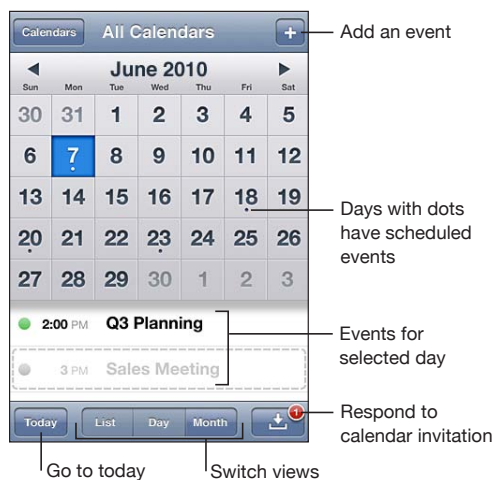 Calendars All Calendars + Add an event
June 2010
Sun Mon Tue Wed Thu Fri Sat
30 31 1 2 3 4 5
6 7 8 9 10 11 12
13 14 15 16 17 18 19
20 21 22 23 24 25 26
27 28 29 30 1 2 3
Days with dots
have scheduled
events
2:00 PM Q3 Planning
3 PM Sales Meeting
Events for
selected day
Today List Day Month 1
Respond to
calendar invitation
Go to today
Switch views